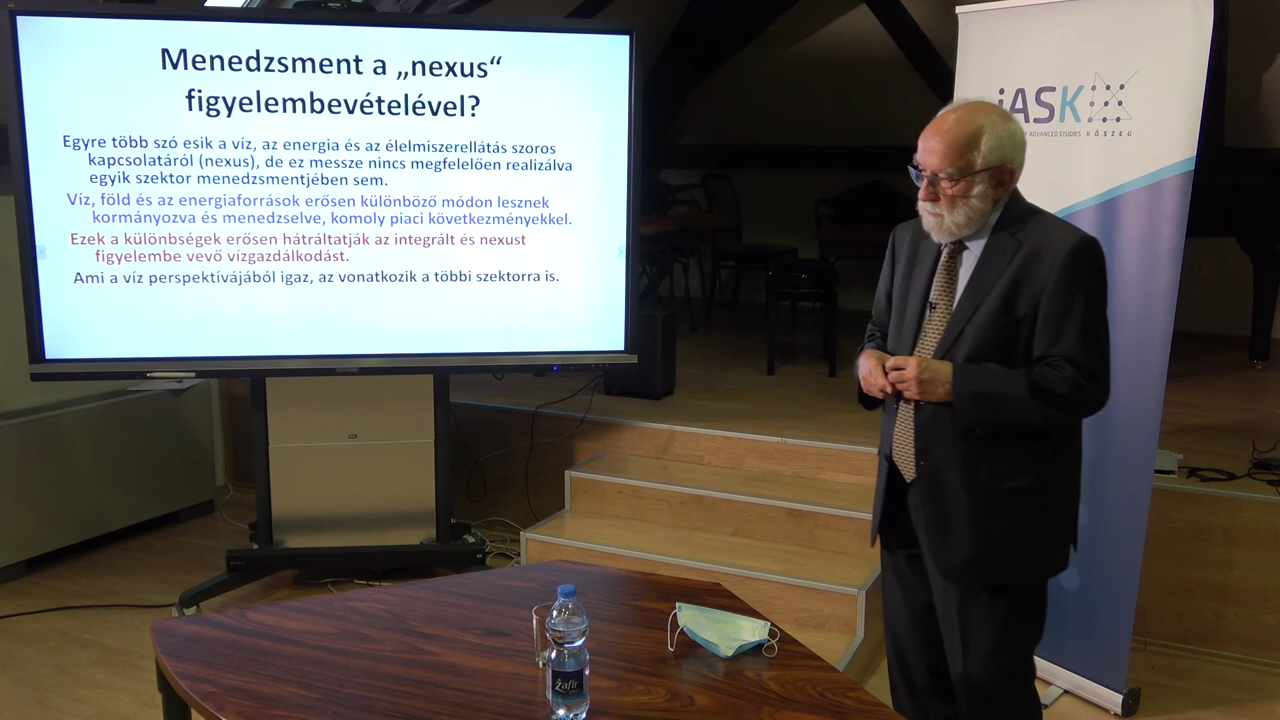 Menedzsment a „nexus“
figyelembevételével?
Egyre több szó esik a víz, az energia és az élelmiszerellátás szoros
kapcsolatáról (nexus), de ez messze nincs megfelelően realizálva
egyik szektor menedzsmentjében sem.
Víz, föld és az energiaforrások erősen különböző módon lesznek
kormányozva és menedzselve, komoly piaci következményekkel.
Ezek a különbségek erősen hátráltatják az integrált és nexust
figyelembe vevő vízgazdálkodást.
Ami a víz perspektívájából igaz, az vonatkozik a többi szektorra is.
iASK
ADVANCED STUDIES KŐSZEG
Zafír